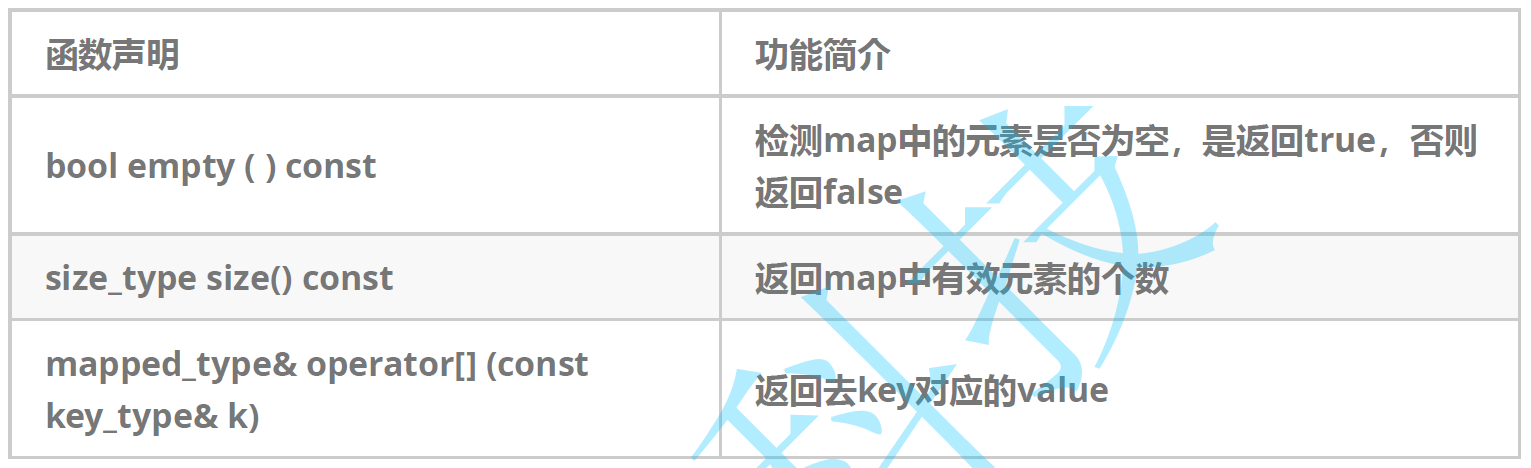 函数声明
功能简介
bool empty ( ) const
检测map中的元素是否为空，是返回true，否则
返回false
size_type size() const
返回map中有效元素的个数
mapped_type& operator[] (const
key_type& k)
返回去key对应的value
科技